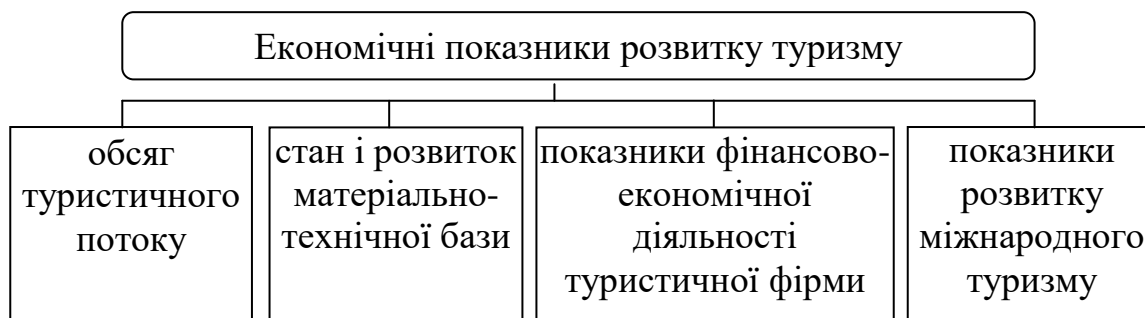 Економічні показники розвитку туризму
обсяг
туристичного
потоку
стан і розвиток
матеріально-
технічної бази
показники фінансово-
економічної
діяльності
туристичної фірми
показники
розвитку
міжнародного
туризму